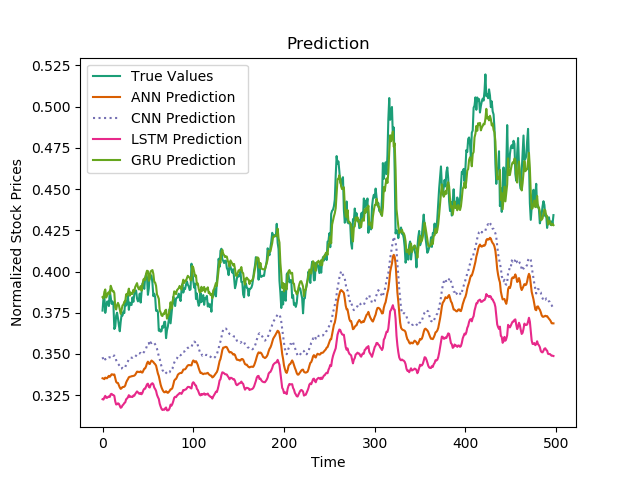 Prediction
True Values
ANN Prediction
CNN Prediction
LSTM Prediction
GRU Prediction
Normalized Stock Prices
0.525
0.500
0.475
0.450
0.425
0.400
0.375
0.350
0.325
0 100 200 300 400 500
Time